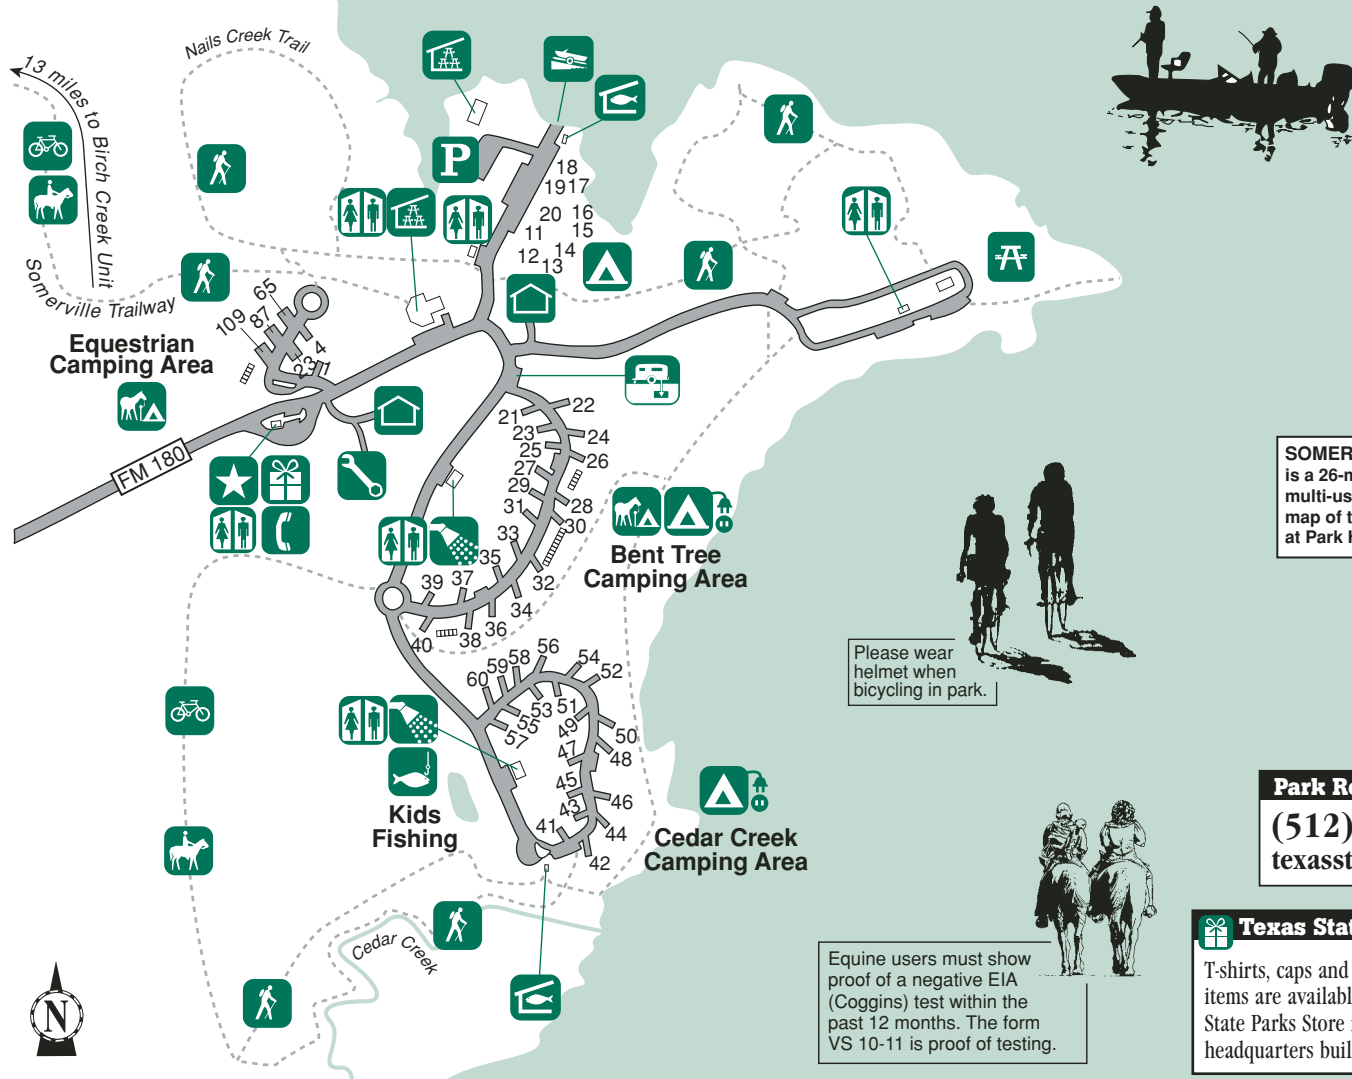 Nails Creek Trail
13 miles to Birch Creek Unit
Somerville Trailway
Equestrian
Camping Area
109
87
65
23
4
1
FM 180
P
18
19 17
20 16
11 15
12 14
13
21 22
23 24
25 26
27
29 28
31 30
33
35 32
37 34
39 36
40 38
Bent Tree
Camping Area
56
58 54
59 52
60
51
53
55 49 50
57 47 48
45 46
43 44
41 42
Kids
Fishing
Cedar Creek
Camping Area
Cedar Creek
N
Please wear
helmet when
bicycling in park.
Equine users must show
proof of a negative EIA
(Coggins) test within the
past 12 months. The form
VS 10-11 is proof of testing.
SOMER
is a 26-m
multi-us
map of t
at Park H
Park Re
(512)
texasst
Texas Stat
T-shirts, caps and
items are availabl
State Parks Store
headquarters buil